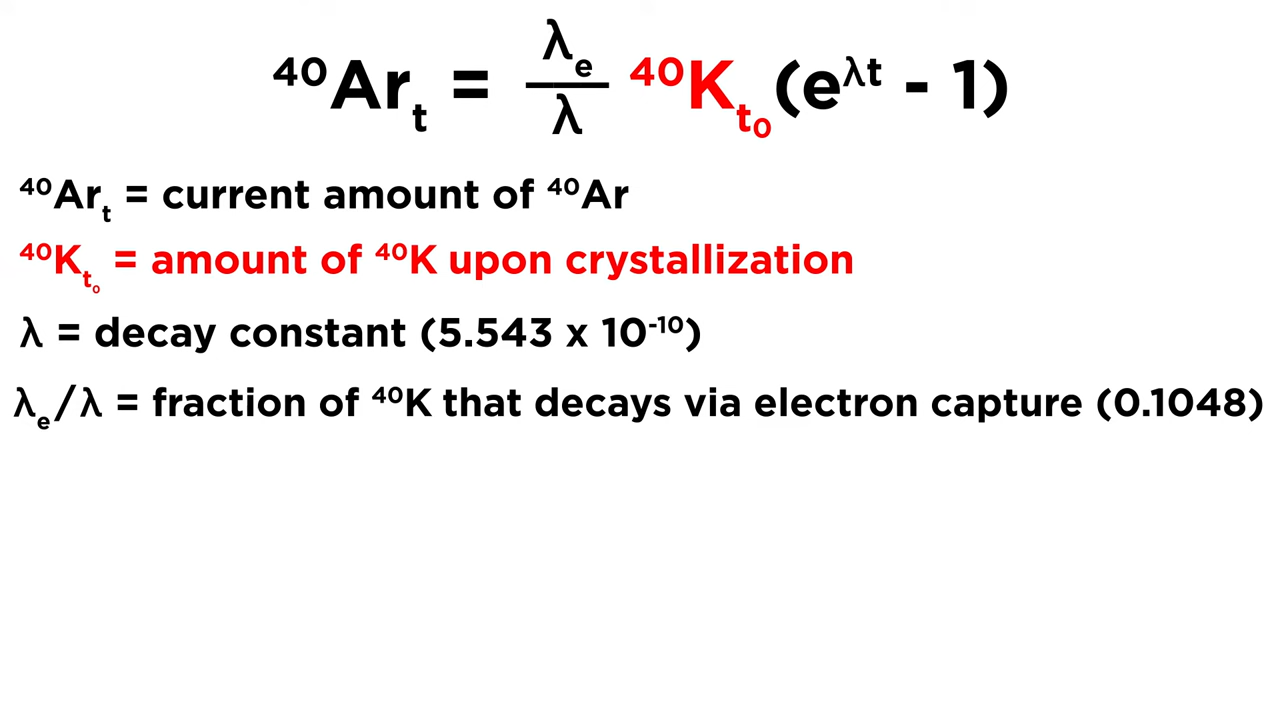 ⁴⁰Arₜ = λₑ/λ ⁴⁰Kₜ₀(e^λt - 1)
⁴⁰Arₜ = current amount of ⁴⁰Ar
⁴⁰Kₜ₀ = amount of ⁴⁰K upon crystallization
λ = decay constant (5.543 x 10⁻¹⁰)
λₑ/λ = fraction of ⁴⁰K that decays via electron capture (0.1048)